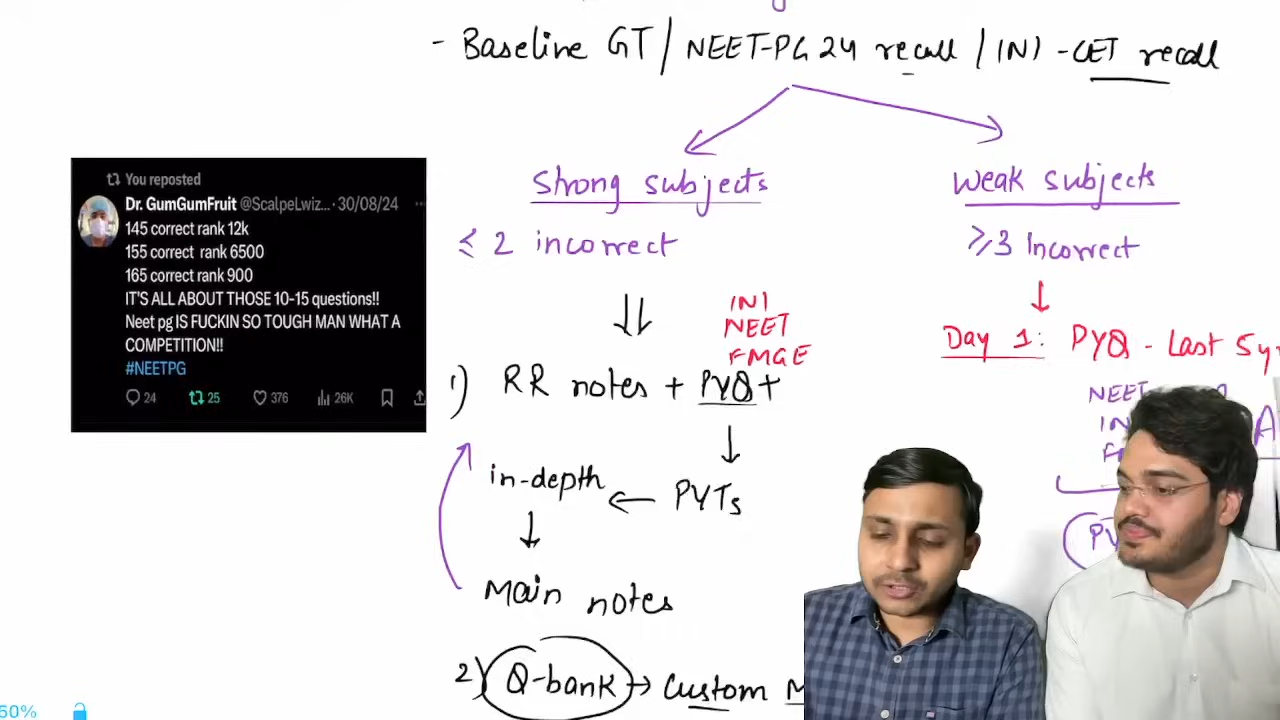 - Baseline GT / NEET-PG 24 recall / INI -CET recall
You reposted
Dr. GumGumFruit @ScalpeLwiz... · 30/08/24
145 correct rank 12k
155 correct rank 6500
165 correct rank 900
IT'S ALL ABOUT THOSE 10-15 questions!!
Neet pg IS FUCKIN SO TOUGH MAN WHAT A
COMPETITION!!
#NEETPG
24 25 376 26K
Strong subjects
≤ 2 incorrect
INI
NEET
FMGE
1) RR notes + PYQ +
in-depth ← PYTs
Main notes
2) Q-bank → Custom
Weak subjects
≥3 Incorrect
Day 1: PYQ - Last 5y
NEET
IN
60%